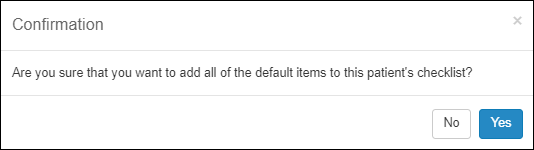 Confirmation ×
Are you sure that you want to add all of the default items to this patient's checklist?
No Yes